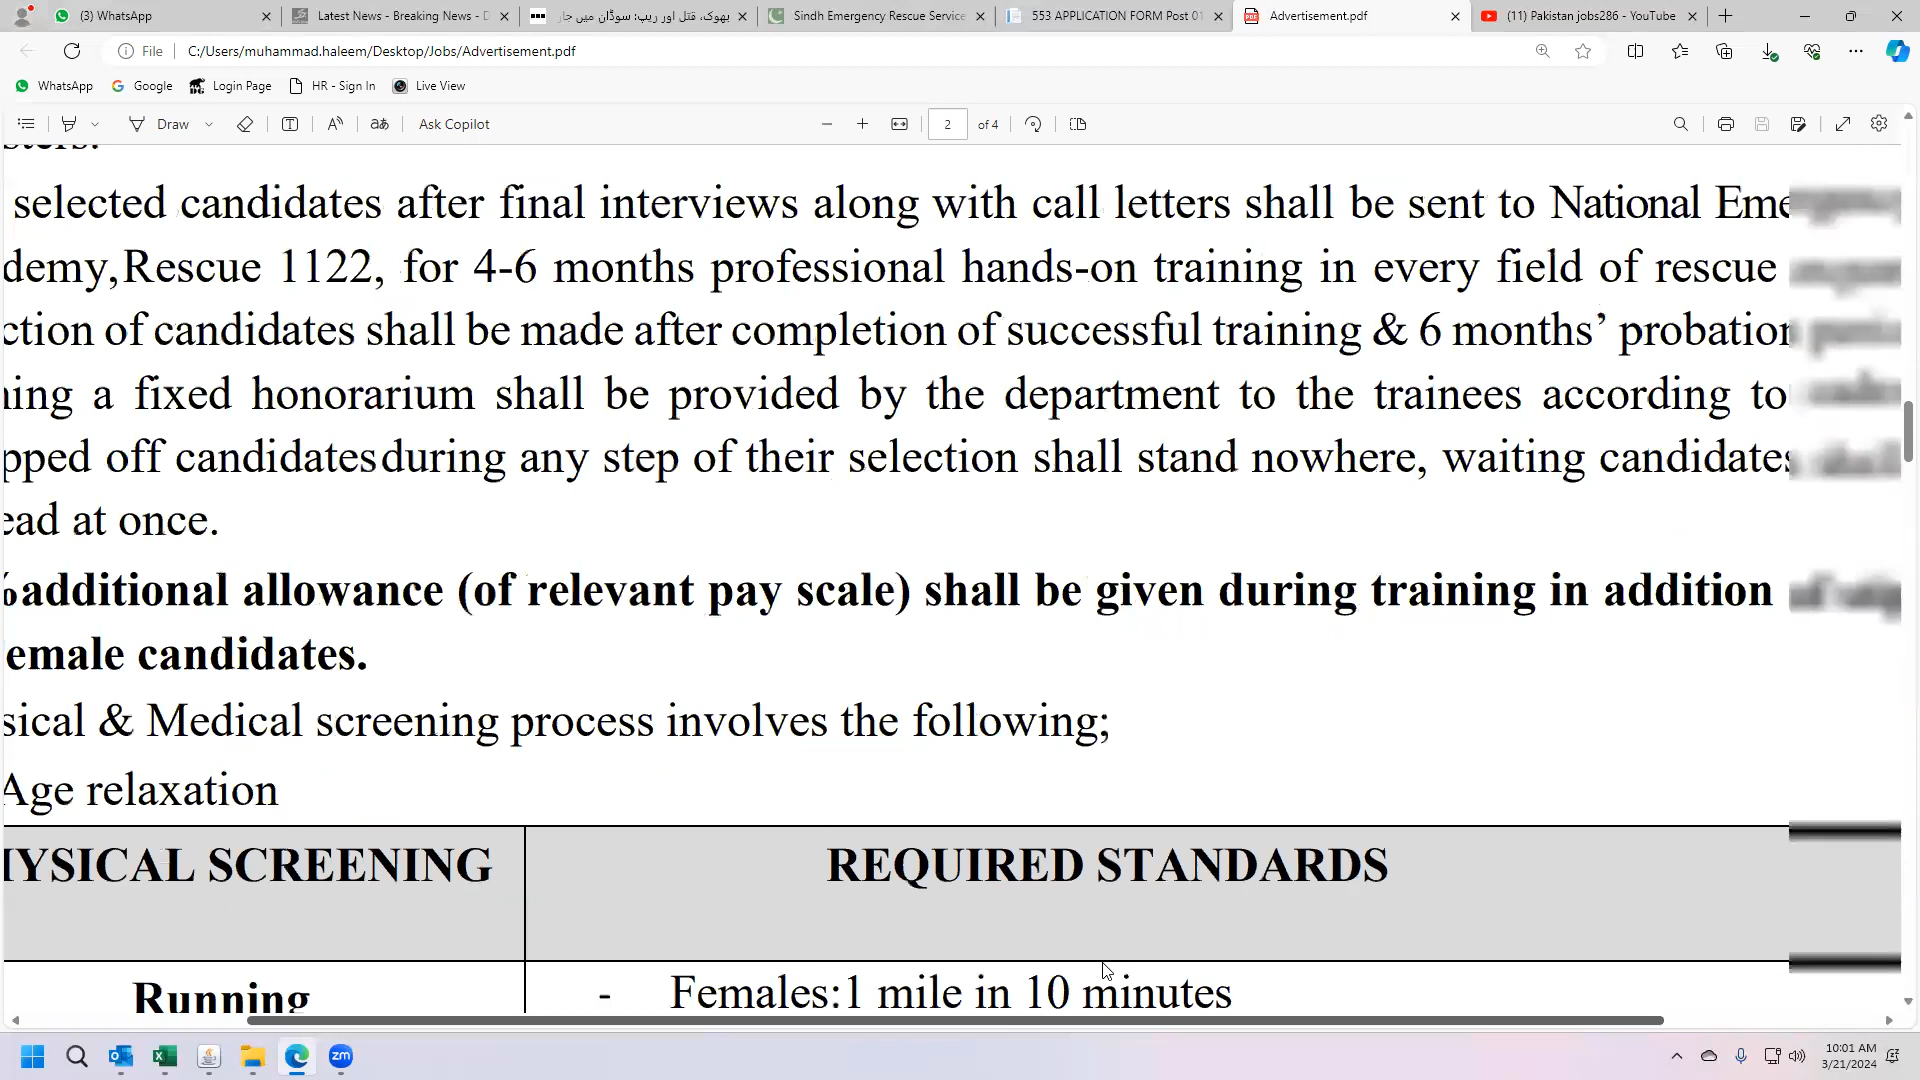 (3) WhatsApp
Latest News - Breaking News - D
بھوک، قتل اور ریپ: سوڈان میں جار
Sindh Emergency Rescue Service
553 APPLICATION FORM Post 01
Advertisement.pdf
(11) Pakistan jobs286 - YouTube
File
C:/Users/muhammad.haleem/Desktop/Jobs/Advertisement.pdf
WhatsApp
Google
Login Page
HR - Sign In
Live View
Draw
Ask Copilot
2 of 4
sters.
selected candidates after final interviews along with call letters shall be sent to National Eme
demy,Rescue 1122, for 4-6 months professional hands-on training in every field of rescue
ction of candidates shall be made after completion of successful training & 6 months’ probation
ning a fixed honorarium shall be provided by the department to the trainees according to
pped off candidates during any step of their selection shall stand nowhere, waiting candidates
ead at once.
%additional allowance (of relevant pay scale) shall be given during training in addition
emale candidates.
sical & Medical screening process involves the following;
Age relaxation
HYSICAL SCREENING
REQUIRED STANDARDS
Running
- Females:1 mile in 10 minutes
zm
10:01 AM
3/21/2024